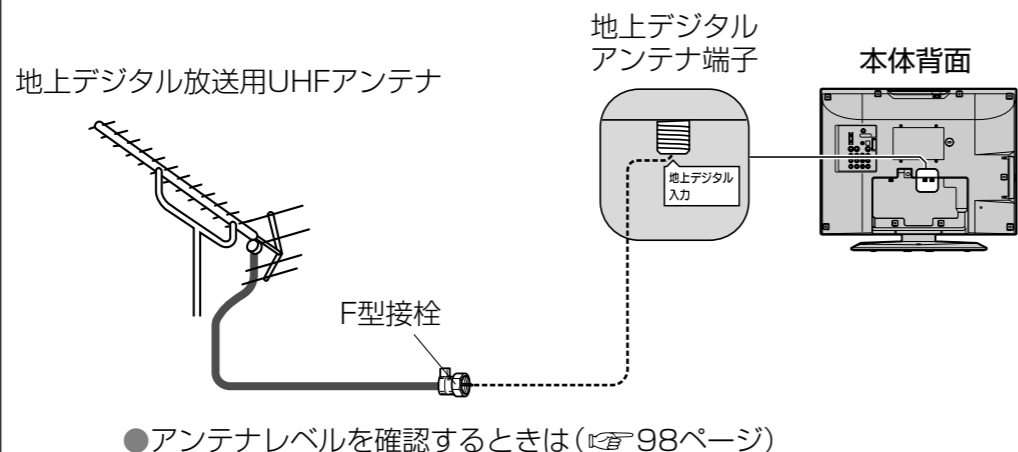 地上デジタル
アンテナ端子
本体背面
地上デジタル放送用UHFアンテナ
地上デジタル
入力
F型接栓
●アンテナレベルを確認するときは(☞98ページ)